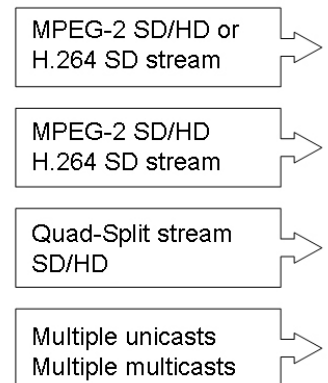 MPEG-2 SD/HD or
H.264 SD stream
MPEG-2 SD/HD
H.264 SD stream
Quad-Split stream
SD/HD
Multiple unicasts
Multiple multicasts